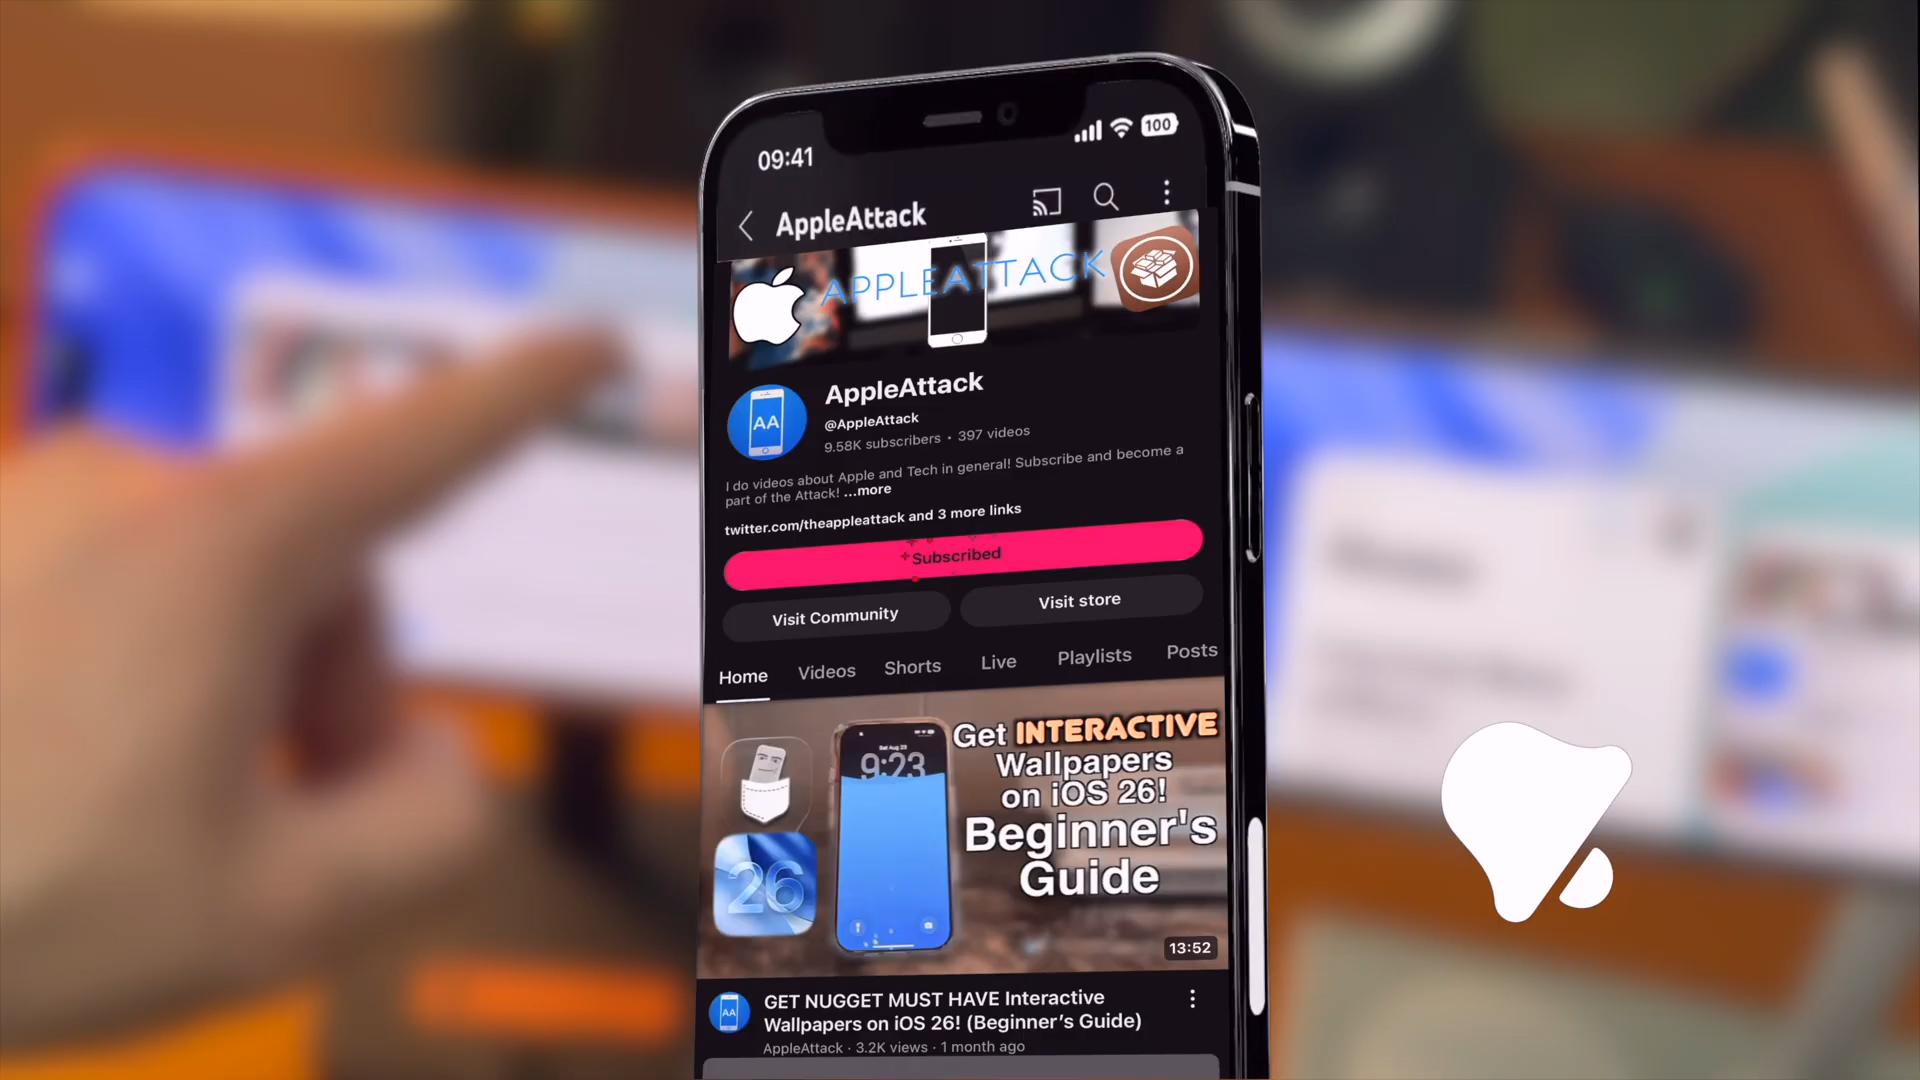 09:41
100
AppleAttack
APPLEATTACK
AA
AppleAttack
@AppleAttack
9.58K subscribers • 397 videos
I do videos about Apple and Tech in general! Subscribe and become a
part of the Attack! ...more
twitter.com/theappleattack and 3 more links
Subscribed
Visit Community
Visit store
Home
Videos
Shorts
Live
Playlists
Posts
Sat Aug 23
9:23
Get INTERACTIVE
Wallpapers
on iOS 26!
Beginner's
Guide
26
13:52
AA
GET NUGGET MUST HAVE Interactive
Wallpapers on iOS 26! (Beginner's Guide)
AppleAttack · 3.2K views · 1 month ago